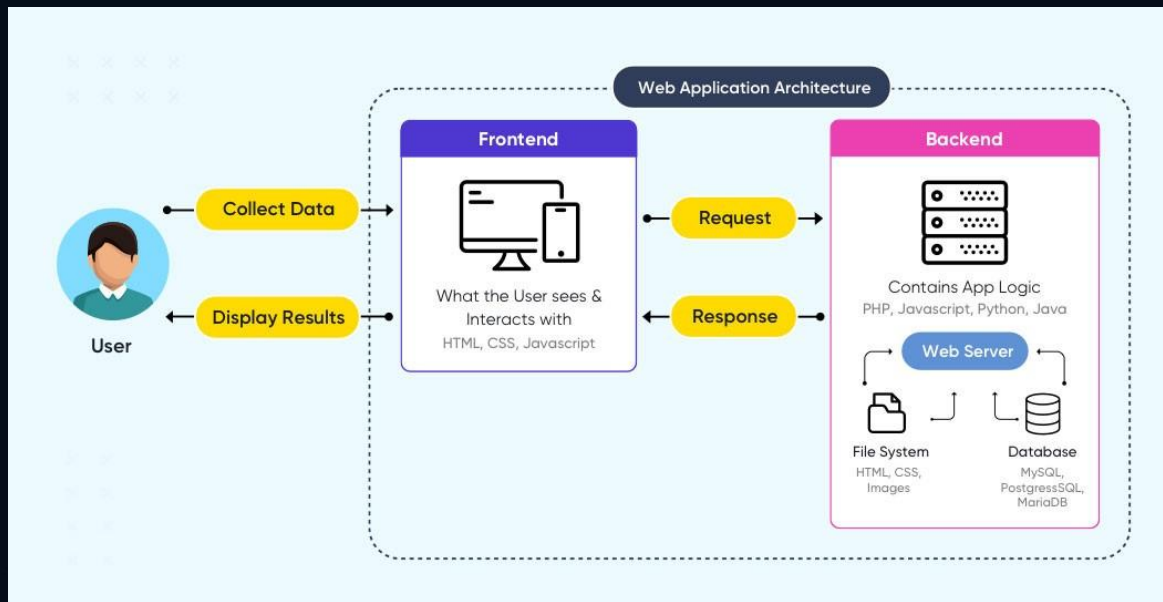 Web Application Architecture
Frontend
Backend
Collect Data
Request
Display Results
Response
User
What the User sees &
Interacts with
HTML, CSS, Javascript
Contains App Logic
PHP, Javascript, Python, Java
Web Server
File System
HTML, CSS,
Images
Database
MySQL,
PostgressSQL,
MariaDB